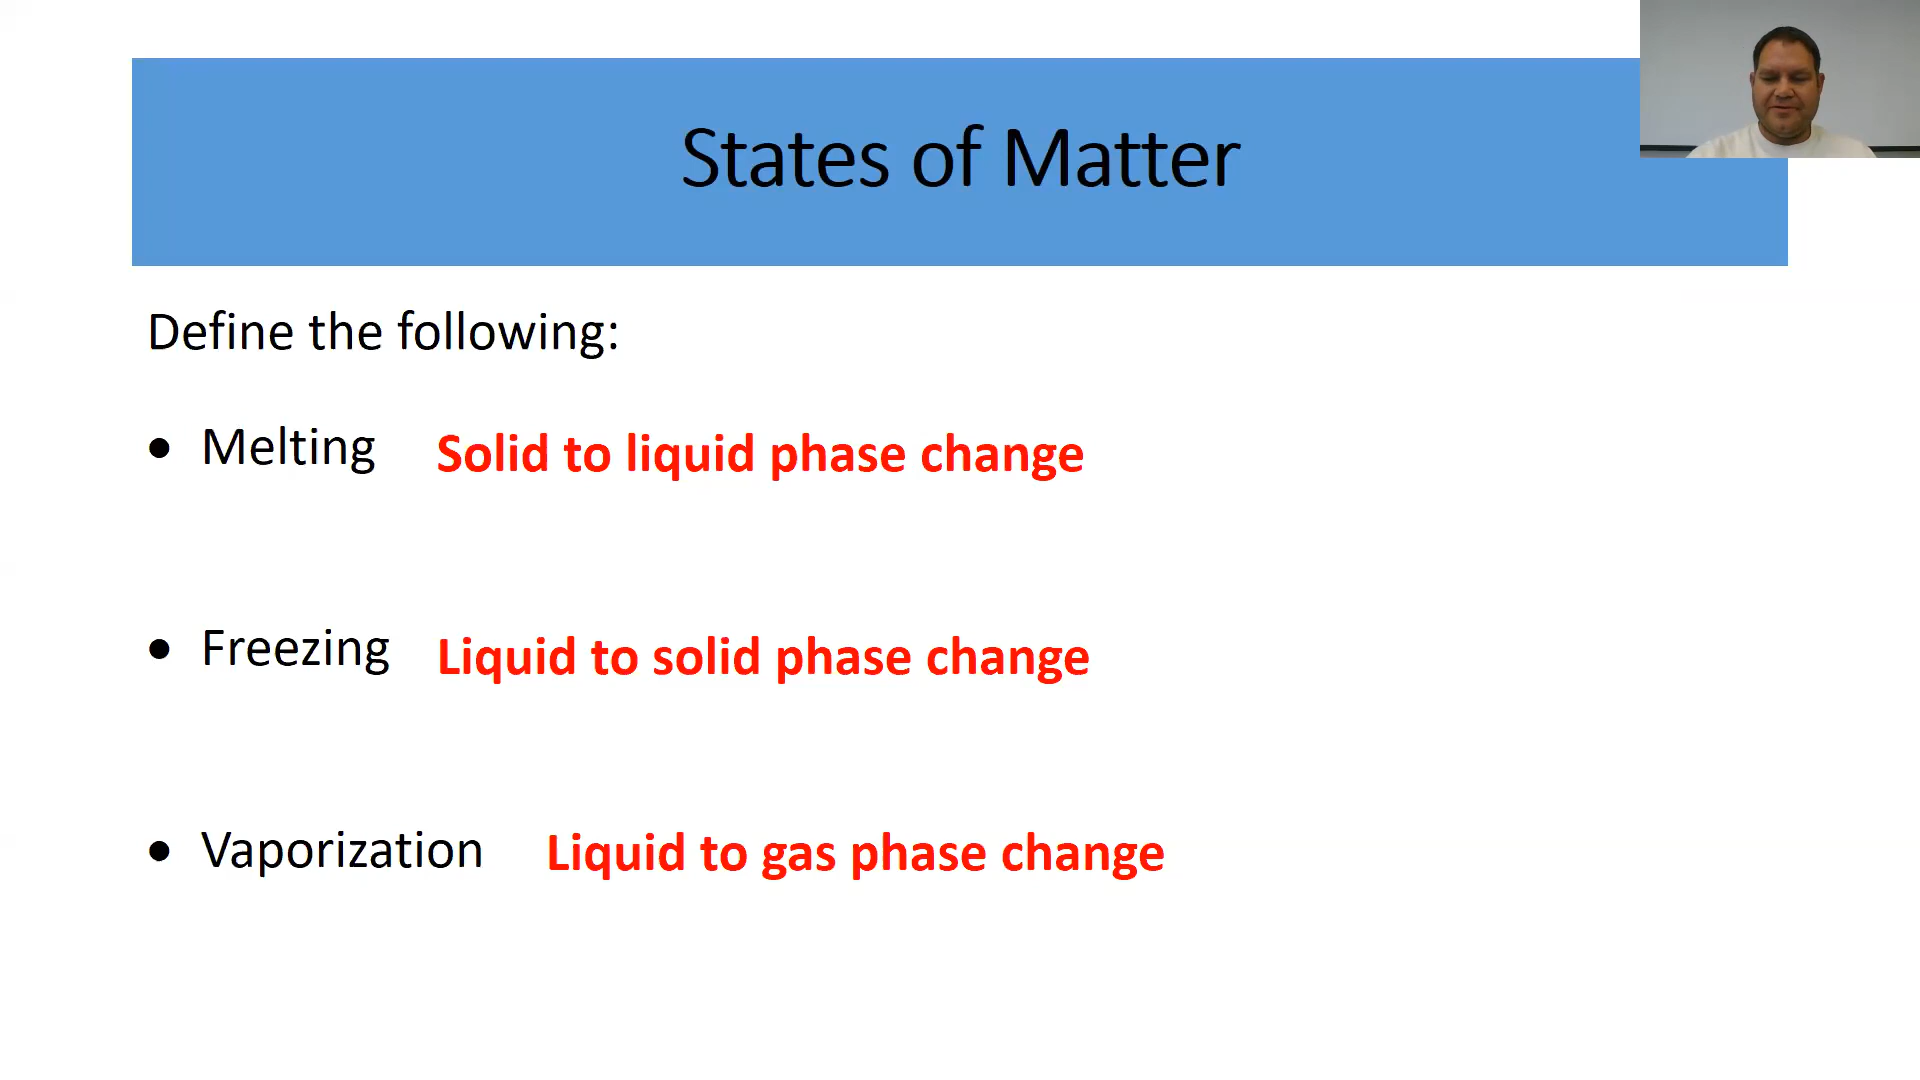 States of Matter
Define the following:
• Melting Solid to liquid phase change
• Freezing Liquid to solid phase change
• Vaporization Liquid to gas phase change